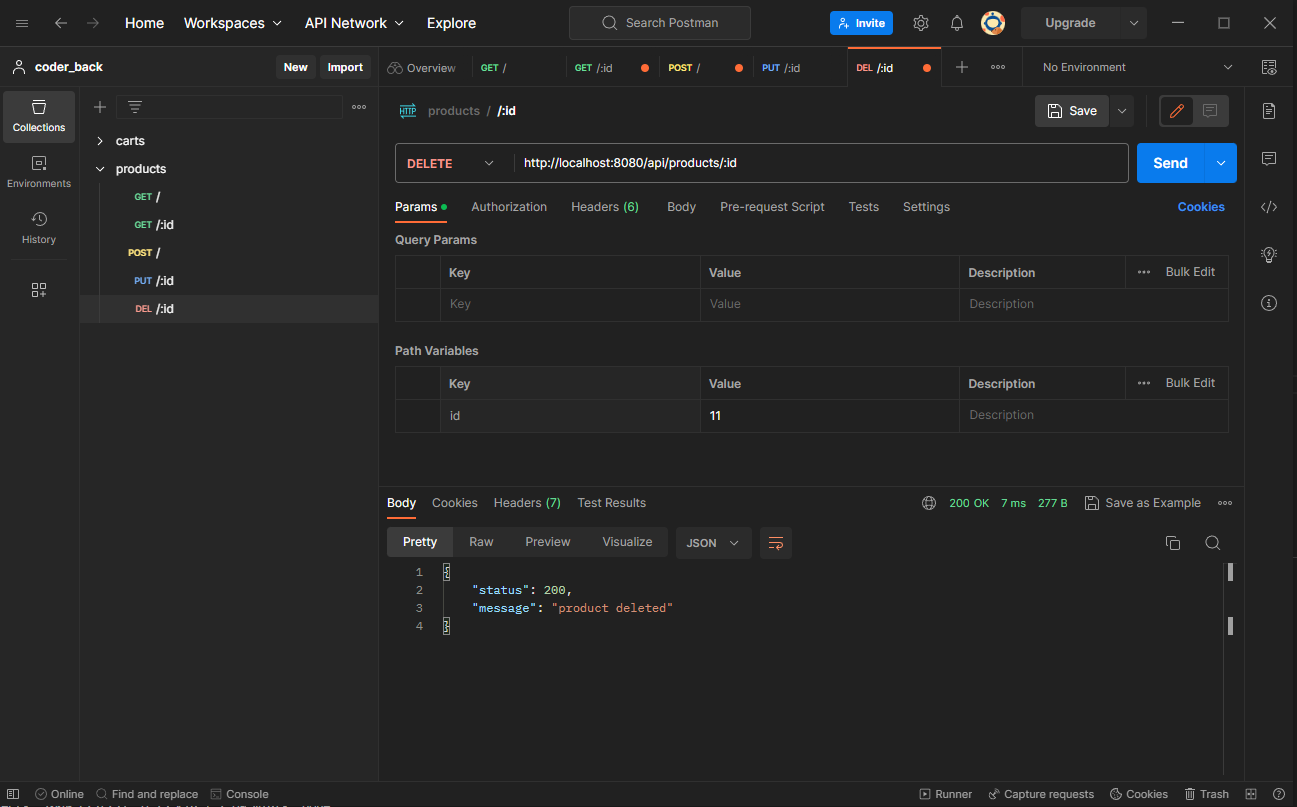 Home Workspaces API Network Explore Search Postman Invite Upgrade
coder_back New Import Overview GET / GET /:id POST / PUT /:id DEL /:id No Environment
Collections
Environments
History
carts
products
GET /
GET /:id
POST /
PUT /:id
DEL /:id
products / /:id Save
DELETE http://localhost:8080/api/products/:id Send
Params Authorization Headers (6) Body Pre-request Script Tests Settings Cookies
Query Params
Key Value Description Bulk Edit
Key Value Description
Path Variables
Key Value Description Bulk Edit
id 11 Description
Body Cookies Headers (7) Test Results 200 OK 7 ms 277 B Save as Example
Pretty Raw Preview Visualize JSON
1 {
2 "status": 200,
3 "message": "product deleted"
4 }
Online Find and replace Console Runner Capture requests Cookies Trash